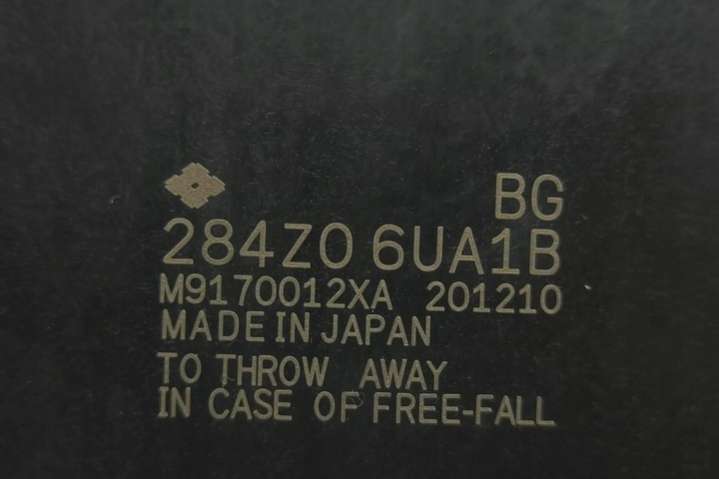 BG
284Z0 6UA1B
M9170012XA 201210
MADE IN JAPAN
TO THROW AWAY
IN CASE OF FREE-FALL